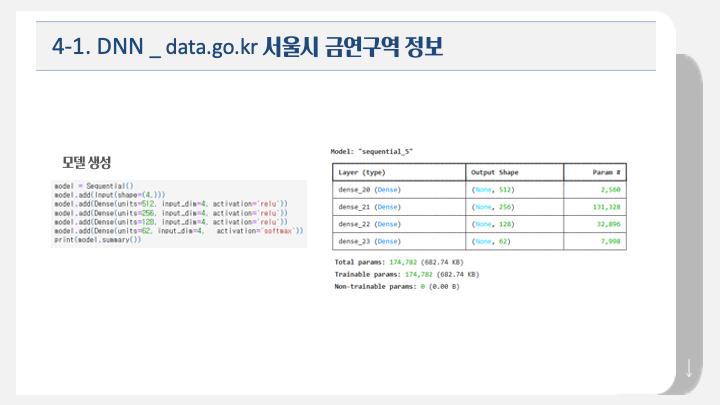 4-1. DNN _ data.go.kr 서울시 금연구역 정보
모델 생성
model = Sequential()
model.add(Input(shape=(4,)))
model.add(Dense(units=512, input_dim=4, activation='relu'))
model.add(Dense(units=256, input_dim=4, activation='relu'))
model.add(Dense(units=128, input_dim=4, activation='relu'))
model.add(Dense(units=62, input_dim=4, activation='softmax'))
print(model.summary())
Model: "sequential_5"
Layer (type) Output Shape Param #
dense_20 (Dense) (None, 512) 2,560
dense_21 (Dense) (None, 256) 131,328
dense_22 (Dense) (None, 128) 32,896
dense_23 (Dense) (None, 62) 7,998
Total params: 174,782 (682.74 KB)
Trainable params: 174,782 (682.74 KB)
Non-trainable params: 0 (0.00 B)